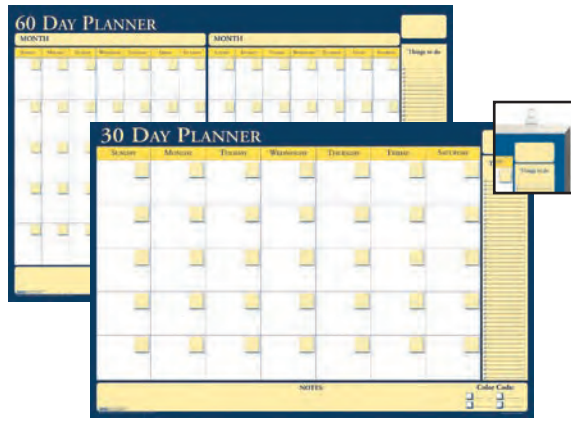 60 DAY PLANNER
MONTH
MONTH
Things to do
30 DAY PLANNER
SUNDAY MONDAY TUESDAY WEDNESDAY THURSDAY FRIDAY SATURDAY
Things to do
NOTES:
Color Code: